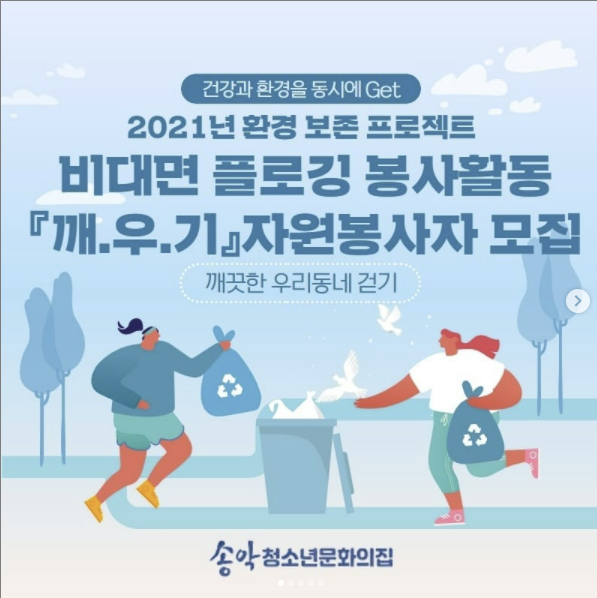 건강과 환경을 동시에 Get
2021년 환경 보존 프로젝트
비대면 플로깅 봉사활동
『깨.우.기』자원봉사자 모집
깨끗한 우리동네 걷기
송악청소년문화의집